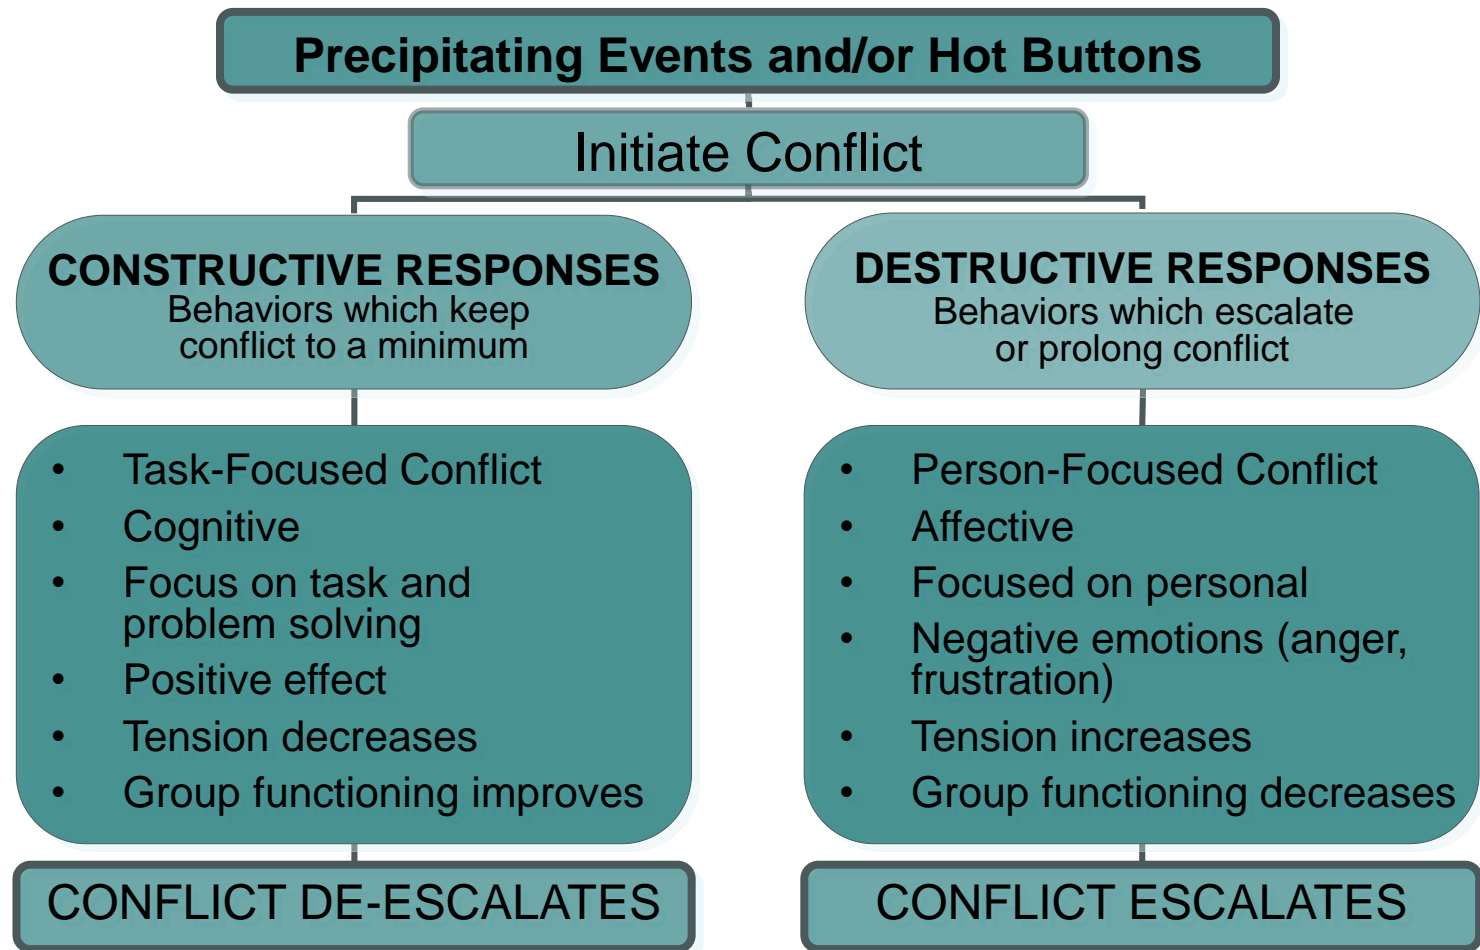 Precipitating Events and/or Hot Buttons
Initiate Conflict
CONSTRUCTIVE RESPONSES
Behaviors which keep
conflict to a minimum
• Task-Focused Conflict
• Cognitive
• Focus on task and
problem solving
• Positive effect
• Tension decreases
• Group functioning improves
CONFLICT DE-ESCALATES
DESTRUCTIVE RESPONSES
Behaviors which escalate
or prolong conflict
• Person-Focused Conflict
• Affective
• Focused on personal
• Negative emotions (anger,
frustration)
• Tension increases
• Group functioning decreases
CONFLICT ESCALATES